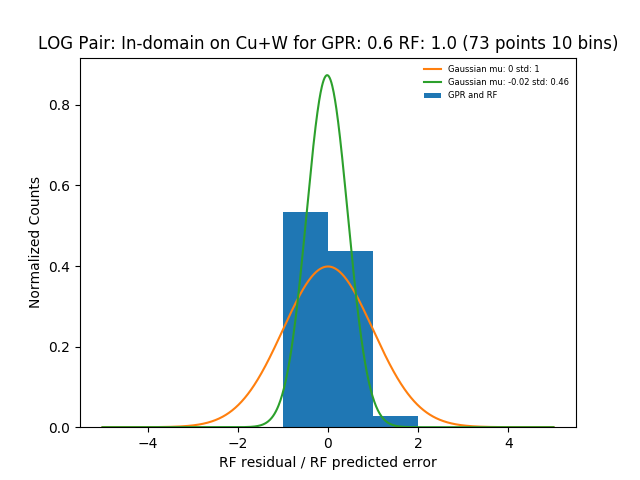 LOG Pair: In-domain on Cu+W for GPR: 0.6 RF: 1.0 (73 points 10 bins)
Gaussian mu: 0 std: 1
Gaussian mu: -0.02 std: 0.46
GPR and RF
Normalized Counts
0.8
0.6
0.4
0.2
0.0
−4
−2
0
2
4
RF residual / RF predicted error